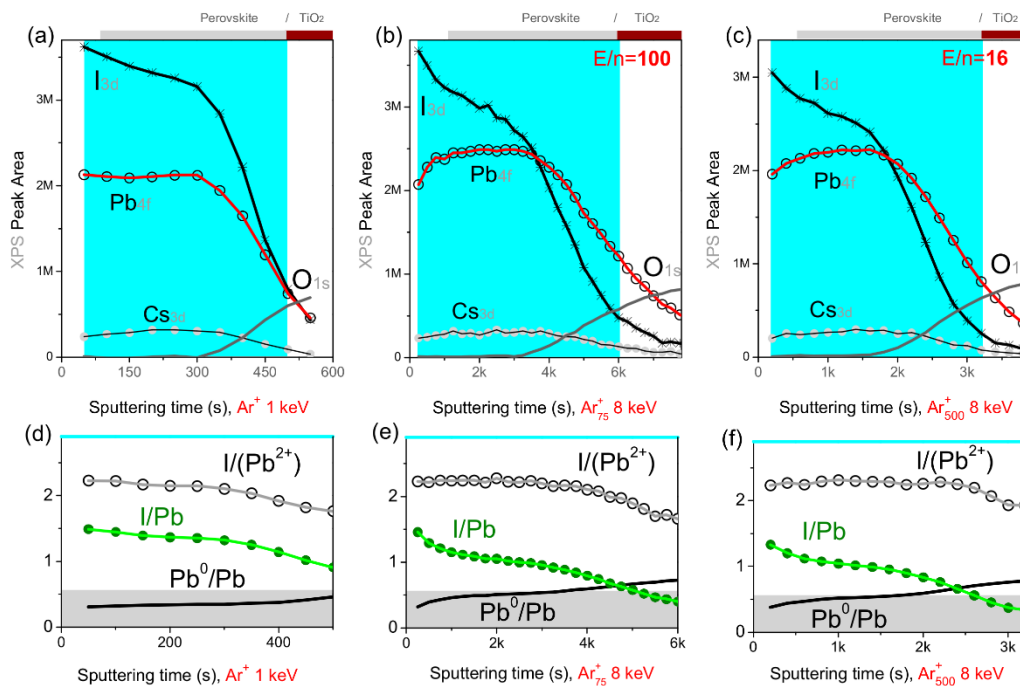 Perovskite / TiO₂
Perovskite / TiO₂
Perovskite / TiO₂
(a)
(b)
(c)
E/n=100
E/n=16
I3d
I3d
I3d
Pb4f
Pb4f
Pb4f
O1s
O1s
O1s
Cs3d
Cs3d
Cs3d
XPS Peak Area
3M
2M
1M
0
3M
2M
1M
0
3M
2M
1M
0
0 150 300 450 600
0 2k 4k 6k
0 1k 2k 3k
Sputtering time (s), Ar⁺ 1 keV
Sputtering time (s), Ar⁺₇₅ 8 keV
Sputtering time (s), Ar⁺₅₀₀ 8 keV
(d)
(e)
(f)
I/(Pb²⁺)
I/(Pb²⁺)
I/(Pb²⁺)
I/Pb
I/Pb
I/Pb
Pb⁰/Pb
Pb⁰/Pb
Pb⁰/Pb
2
1
0
2
1
0
2
1
0
0 200 400
0 2k 4k 6k
0 1k 2k 3k
Sputtering time (s), Ar⁺ 1 keV
Sputtering time (s), Ar⁺₇₅ 8 keV
Sputtering time (s), Ar⁺₅₀₀ 8 keV